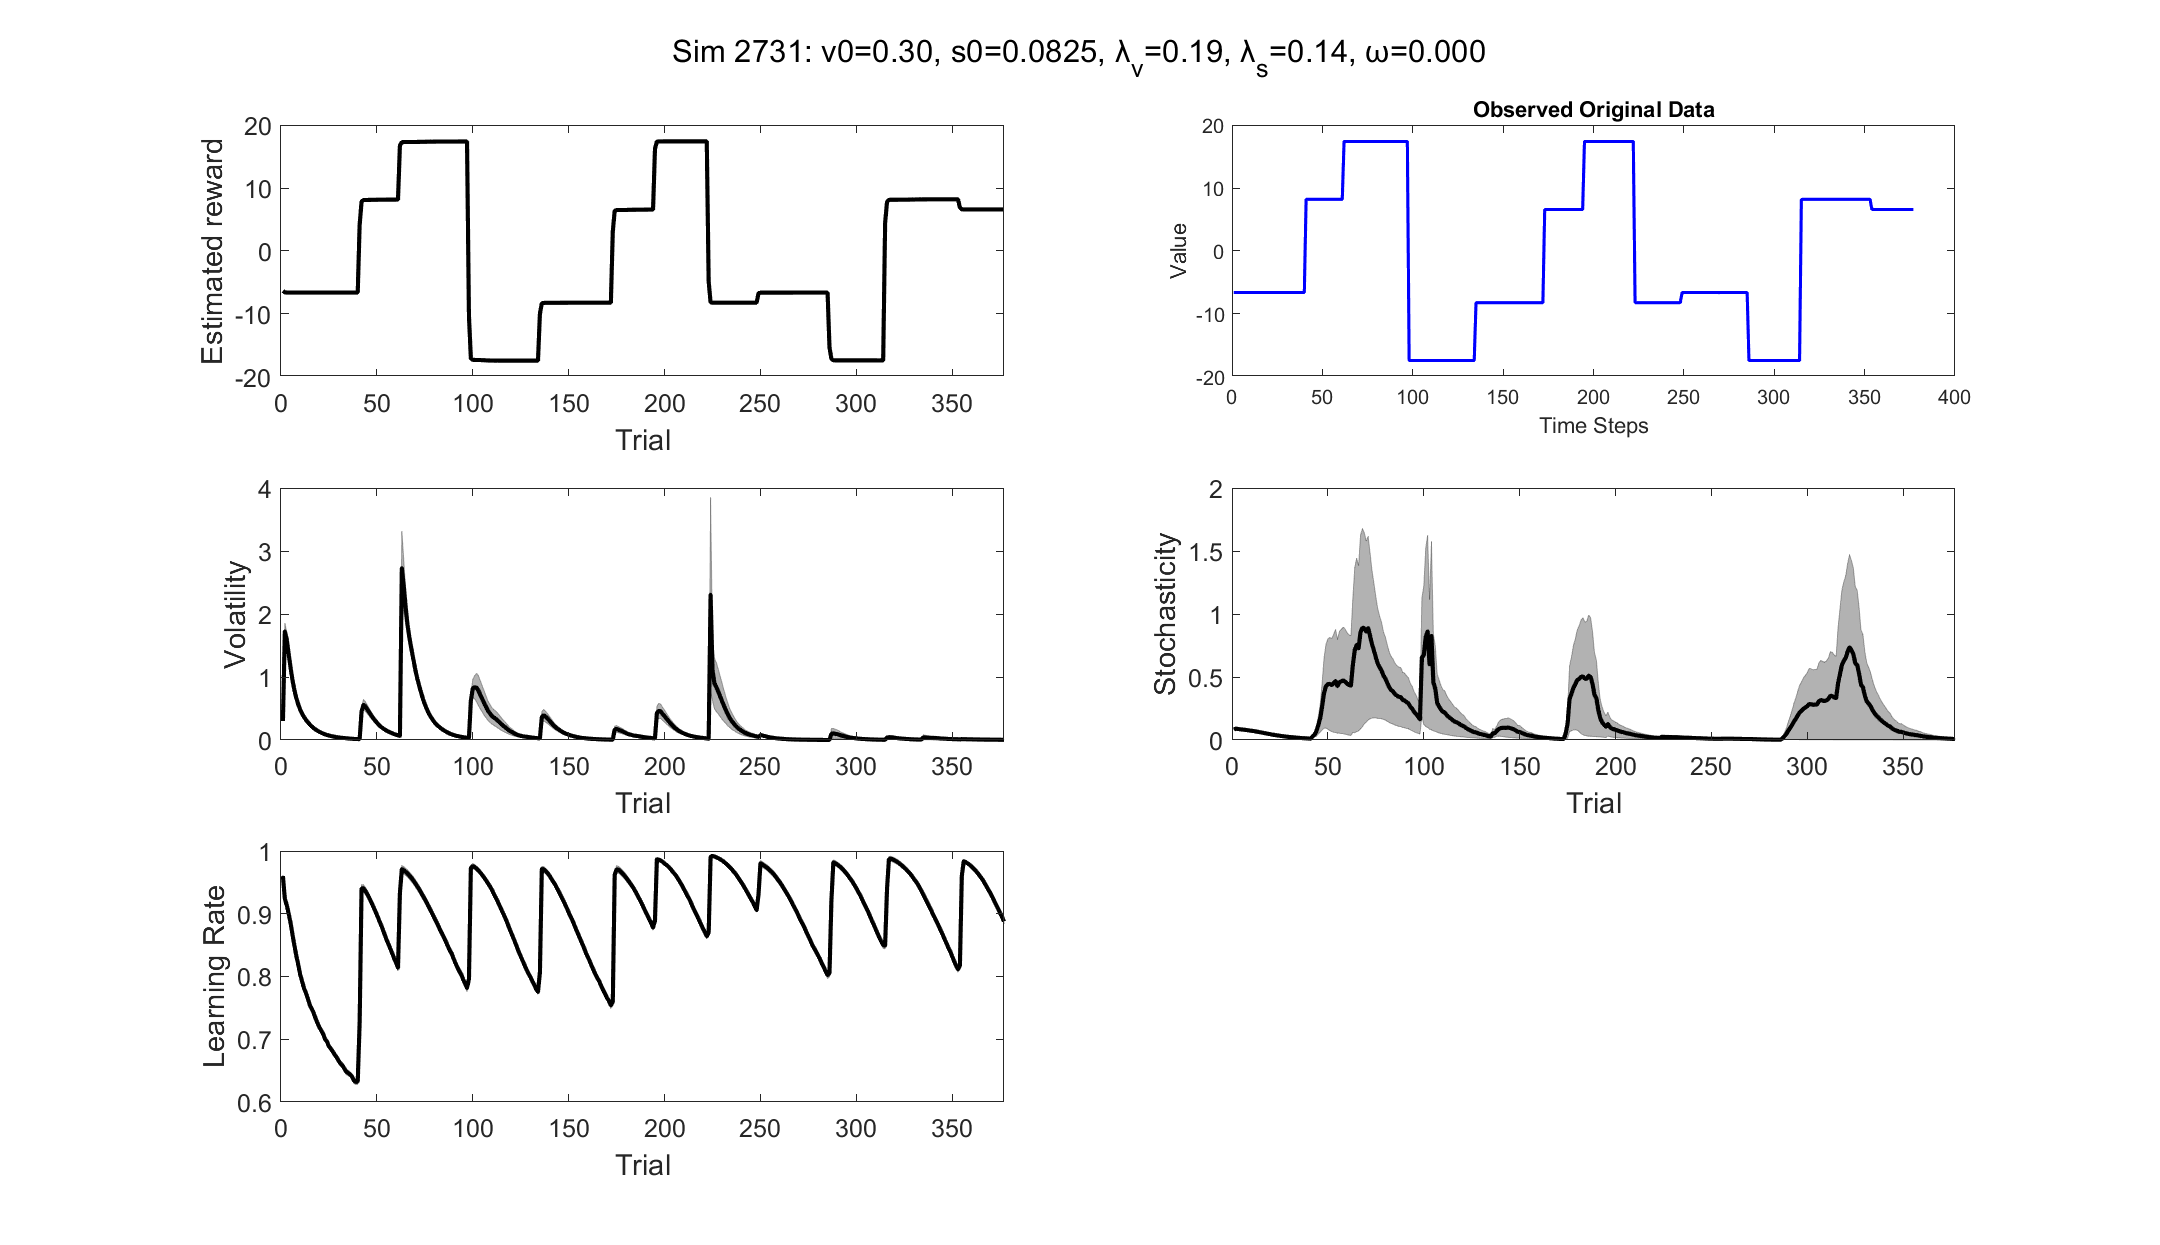 Sim 2731: v0=0.30, s0=0.0825, λ_v=0.19, λ_s=0.14, ω=0.000
20
10
0
-10
-20
Estimated reward
0 50 100 150 200 250 300 350
Trial
Observed Original Data
20
10
0
-10
-20
Value
0 50 100 150 200 250 300 350 400
Time Steps
4
3
2
1
0
Volatility
0 50 100 150 200 250 300 350
Trial
2
1.5
1
0.5
0
Stochasticity
0 50 100 150 200 250 300 350
Trial
1
0.9
0.8
0.7
0.6
Learning Rate
0 50 100 150 200 250 300 350
Trial